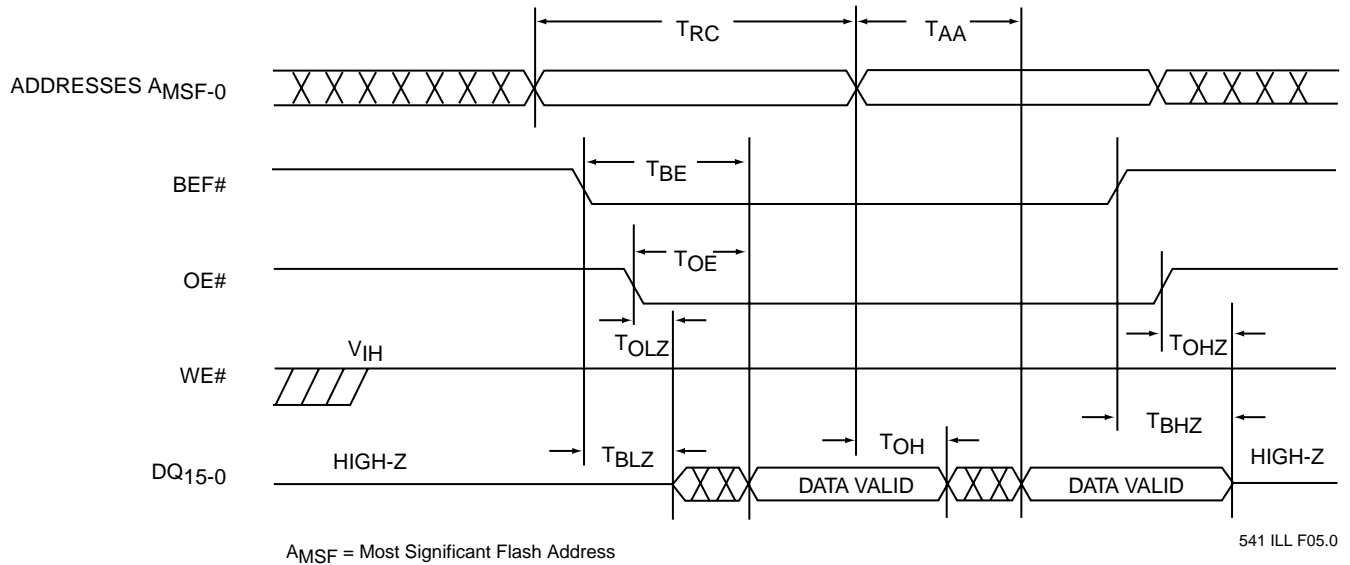 TRC
TAA
ADDRESSES AMSF-0
TBE
BEF#
TOE
OE#
TOLZ
TOHZ
VIH
WE#
TBHZ
TBLZ
TOH
HIGH-Z
HIGH-Z
DQ15-0
DATA VALID
DATA VALID
541 ILL F05.0
AMSF = Most Significant Flash Address